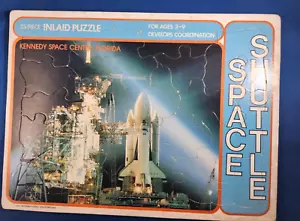 INLAID PUZZLE
FOR AGES 3-9
DEVELOPS COORDINATION
KENNEDY SPACE CENTER, FLORIDA
SPACE
SHUTTLE